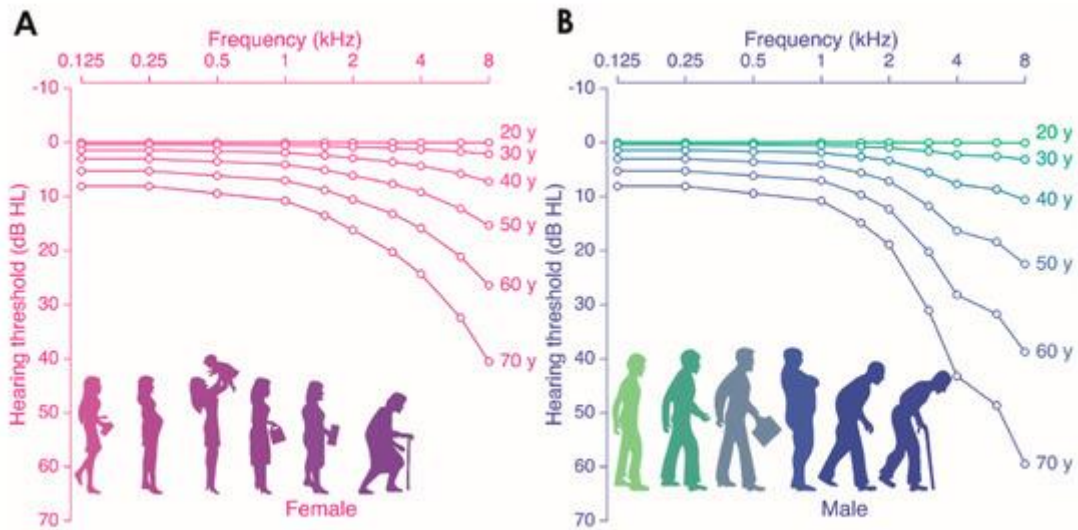 A
Frequency (kHz)
0.125 0.25 0.5 1 2 4 8
Hearing threshold (dB HL)
-10
0
10
20
30
40
50
60
70
20 y
30 y
40 y
50 y
60 y
70 y
Female
B
Frequency (kHz)
0.125 0.25 0.5 1 2 4 8
Hearing threshold (dB HL)
-10
0
10
20
30
40
50
60
70
20 y
30 y
40 y
50 y
60 y
70 y
Male